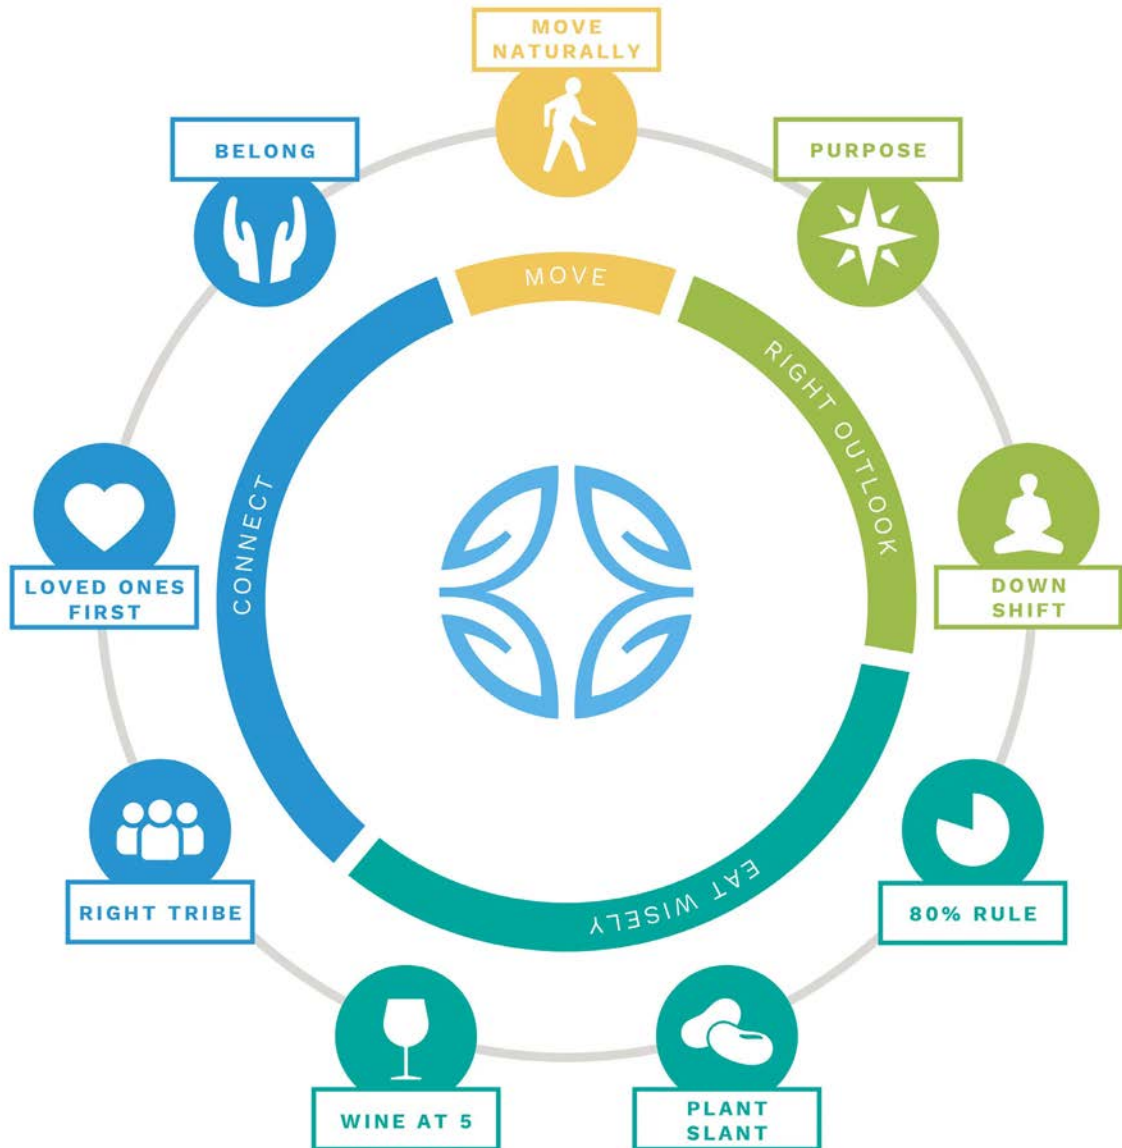 MOVE
NATURALLY
BELONG
PURPOSE
MOVE
RIGHT OUTLOOK
CONNECT
LOVED ONES
FIRST
DOWN
SHIFT
EAT WISELY
RIGHT TRIBE
80% RULE
WINE AT 5
PLANT
SLANT